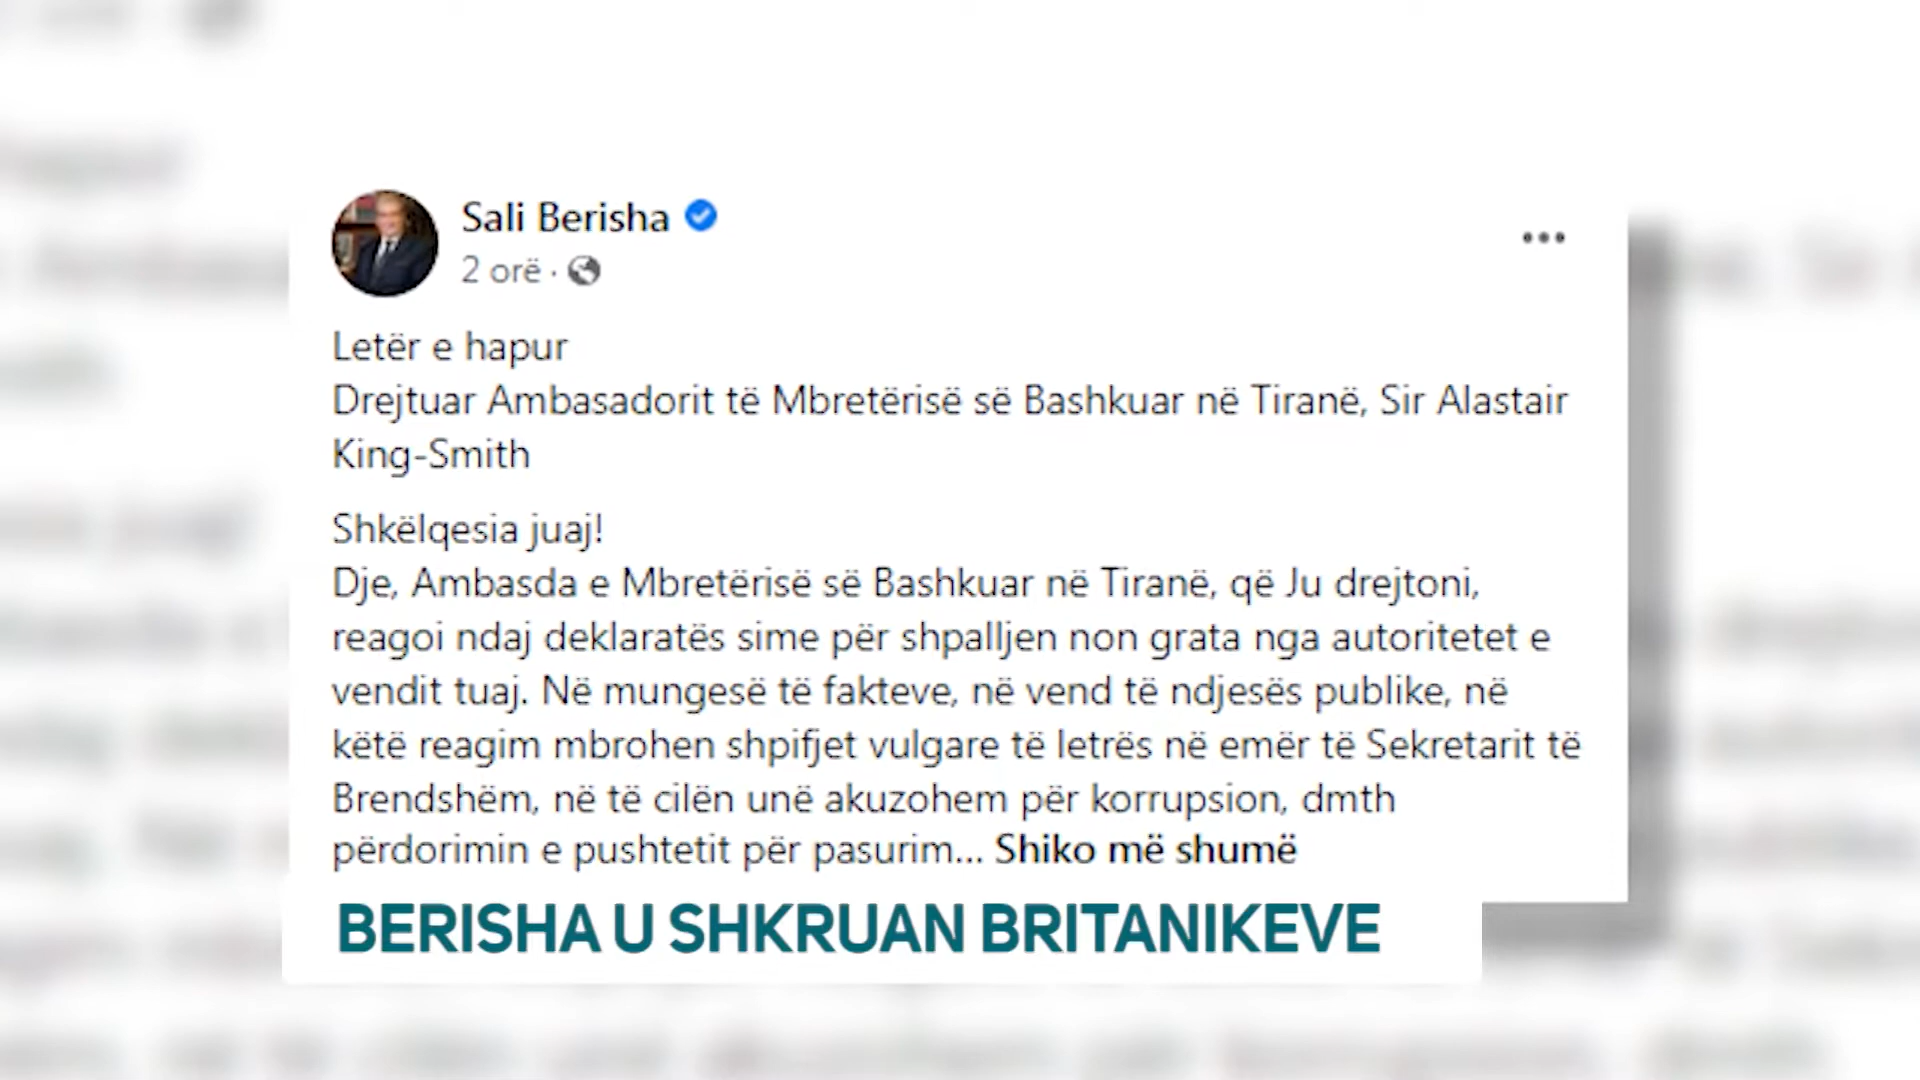 Sali Berisha
2 orë ·
Letër e hapur
Drejtuar Ambasadorit të Mbretërisë së Bashkuar në Tiranë, Sir Alastair
King-Smith
Shkëlqesia juaj!
Dje, Ambasda e Mbretërisë së Bashkuar në Tiranë, që Ju drejtoni,
reagoi ndaj deklaratës sime për shpalljen non grata nga autoritetet e
vendit tuaj. Në mungesë të fakteve, në vend të ndjesës publike, në
këtë reagim mbrohen shpifjet vulgare të letrës në emër të Sekretarit të
Brendshëm, në të cilën unë akuzohem për korrupsion, dmth
përdorimin e pushtetit për pasurim... Shiko më shumë
BERISHA U SHKRUAN BRITANIKEVE